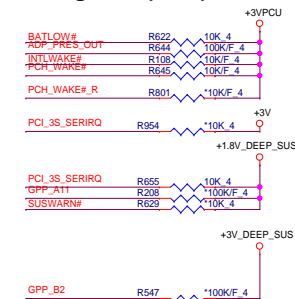 +3VPCU
BATLOW# R622 10K_4
ADP_PRES_OUT R644 100K/F_4
INTLWAKE# R108 *10K/F_4
PCH_WAKE# R645 10K/F_4
PCH_WAKE#_R R801 *10K/F_4
+3V
PCI_3S_SERIRQ R954 *10K_4
+1.8V_DEEP_SUS
PCI_3S_SERIRQ R655 10K_4
GPP_A11 R208 *100K/F_4
SUSWARN# R629 *10K_4
+3V_DEEP_SUS
GPP_B2 R547 *100K/F_4